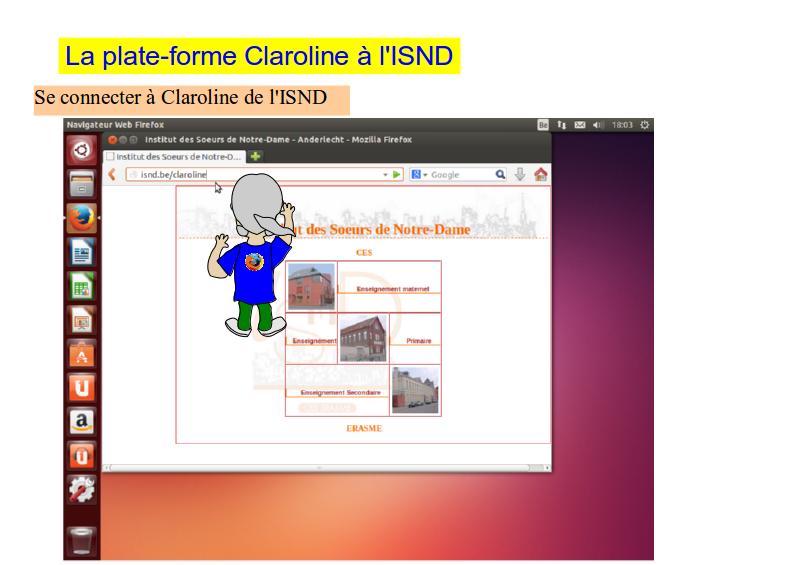 La plate-forme Claroline à l'ISND
Se connecter à Claroline de l'ISND
Navigateur Web Firefox
Be
18:03
Institut des Soeurs de Notre-Dame - Anderlecht - Mozilla Firefox
Institut des Soeurs de Notre-D...
isnd.be/claroline
Google
ut des Soeurs de Notre-Dame
CES
Enseignement maternel
Enseignement
Primaire
Enseignement Secondaire
ERASME